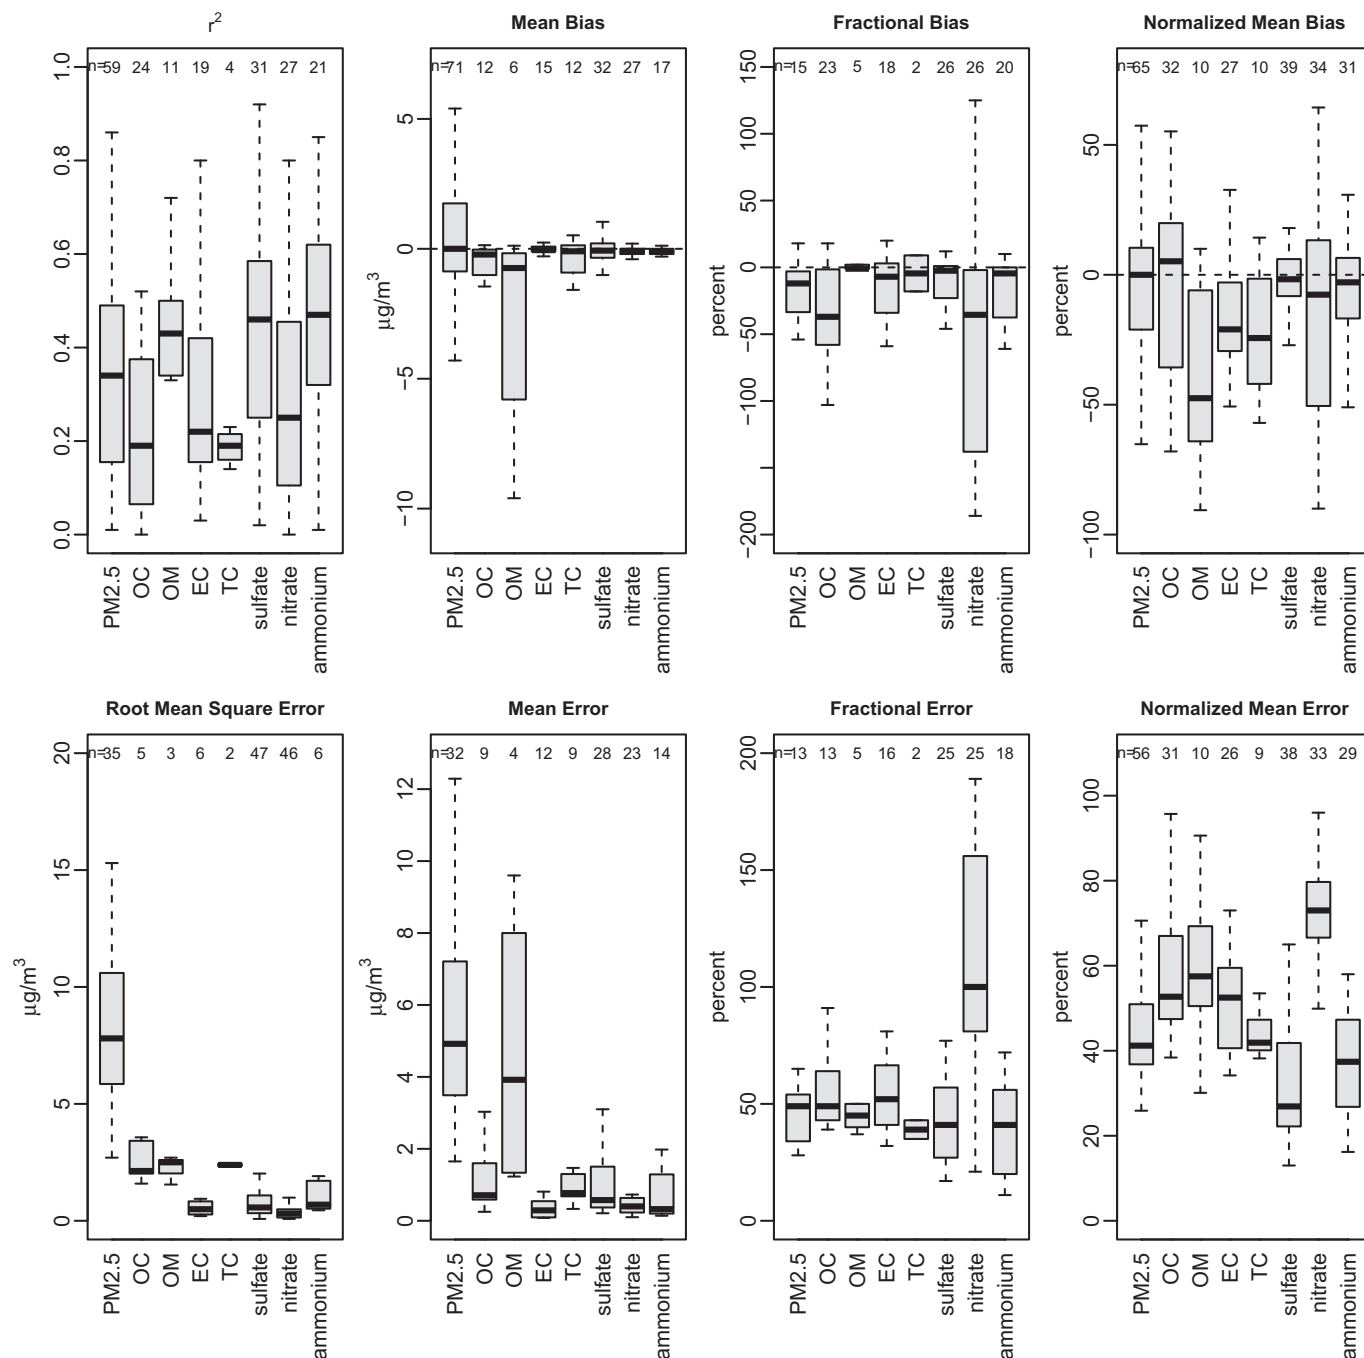 r²
1.0
0.8
0.6
0.4
0.2
0.0
n=59 24 11 19 4 31 27 21
PM2.5
OC
OM
EC
TC
sulfate
nitrate
ammonium
Mean Bias
μg/m³
5
0
−5
−10
n=71 12 6 15 12 32 27 17
PM2.5
OC
OM
EC
TC
sulfate
nitrate
ammonium
Fractional Bias
percent
150
100
50
0
−50
−100
−200
n=15 23 5 18 2 26 26 20
PM2.5
OC
OM
EC
TC
sulfate
nitrate
ammonium
Normalized Mean Bias
percent
50
0
−50
−100
n=65 32 10 27 10 39 34 31
PM2.5
OC
OM
EC
TC
sulfate
nitrate
ammonium
Root Mean Square Error
μg/m³
20
15
10
5
0
n=35 5 3 6 2 47 46 6
PM2.5
OC
OM
EC
TC
sulfate
nitrate
ammonium
Mean Error
μg/m³
12
10
8
6
4
2
0
n=32 9 4 12 9 28 23 14
PM2.5
OC
OM
EC
TC
sulfate
nitrate
ammonium
Fractional Error
percent
200
150
100
50
0
n=13 13 5 16 2 25 25 18
PM2.5
OC
OM
EC
TC
sulfate
nitrate
ammonium
Normalized Mean Error
percent
100
80
60
40
20
0
n=56 31 10 26 9 38 33 29
PM2.5
OC
OM
EC
TC
sulfate
nitrate
ammonium